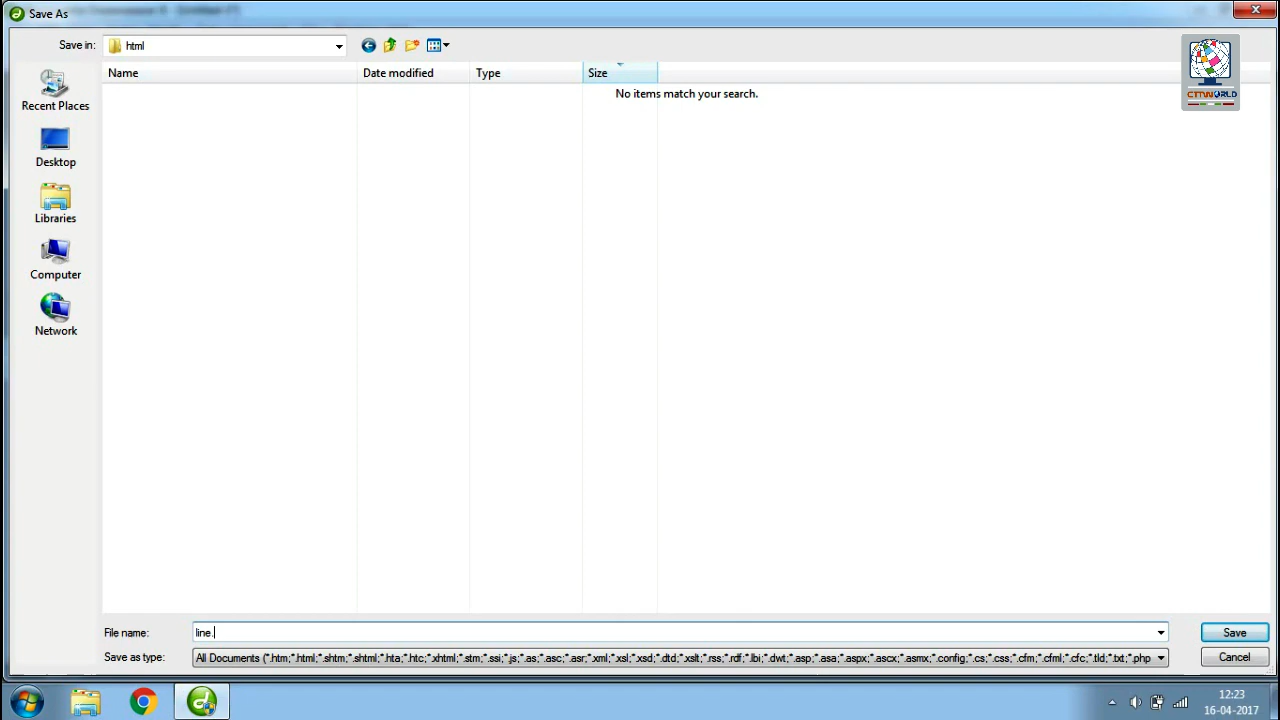 Save As
Save in: html
Name Date modified Type Size
No items match your search.
CTTWORLD
Recent Places
Desktop
Libraries
Computer
Network
File name: line.
Save
Save as type: All Documents (*.htm;*.html;*.shtm;*.shtml;*.hta;*.htc;*.xhtml;*.stm;*.ssi;*.js;*.as;*.asc;*.asr;*.xml;*.xsl;*.xsd;*.dtd;*.xslt;*.rss;*.rdf;*.lbi;*.dwt;*.asp;*.asa;*.aspx;*.ascx;*.asmx;*.config;*.cs;*.css;*.cfm;*.cfml;*.cfc;*.tld;*.txt;*.php
Cancel
12:23
16-04-2017